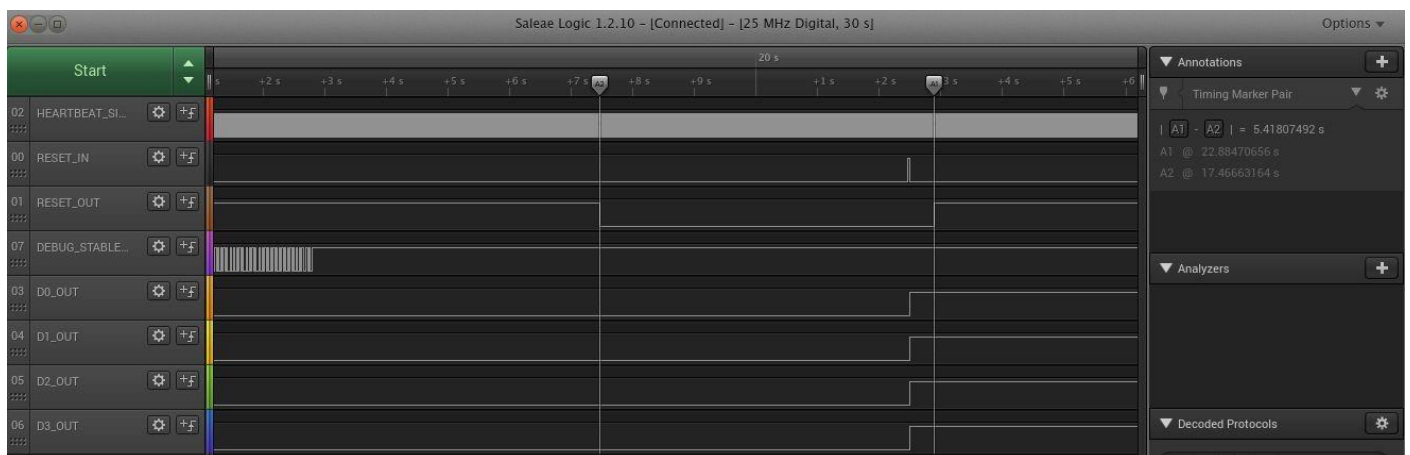 Saleae Logic 1.2.10 - [Connected] - [25 MHz Digital, 30 s]
Options
Start
20 s
s +2 s +3 s +4 s +5 s +6 s +7 s A2 +8 s +9 s +1 s +2 s A1 3 s +4 s +5 s +6
02 HEARTBEAT_SI...
00 RESET_IN
01 RESET_OUT
07 DEBUG_STABLE...
03 D0_OUT
04 D1_OUT
05 D2_OUT
06 D3_OUT
Annotations
Timing Marker Pair
| A1 - A2 | = 5.41807492 s
A1 @ 22.88470656 s
A2 @ 17.46663164 s
Analyzers
Decoded Protocols